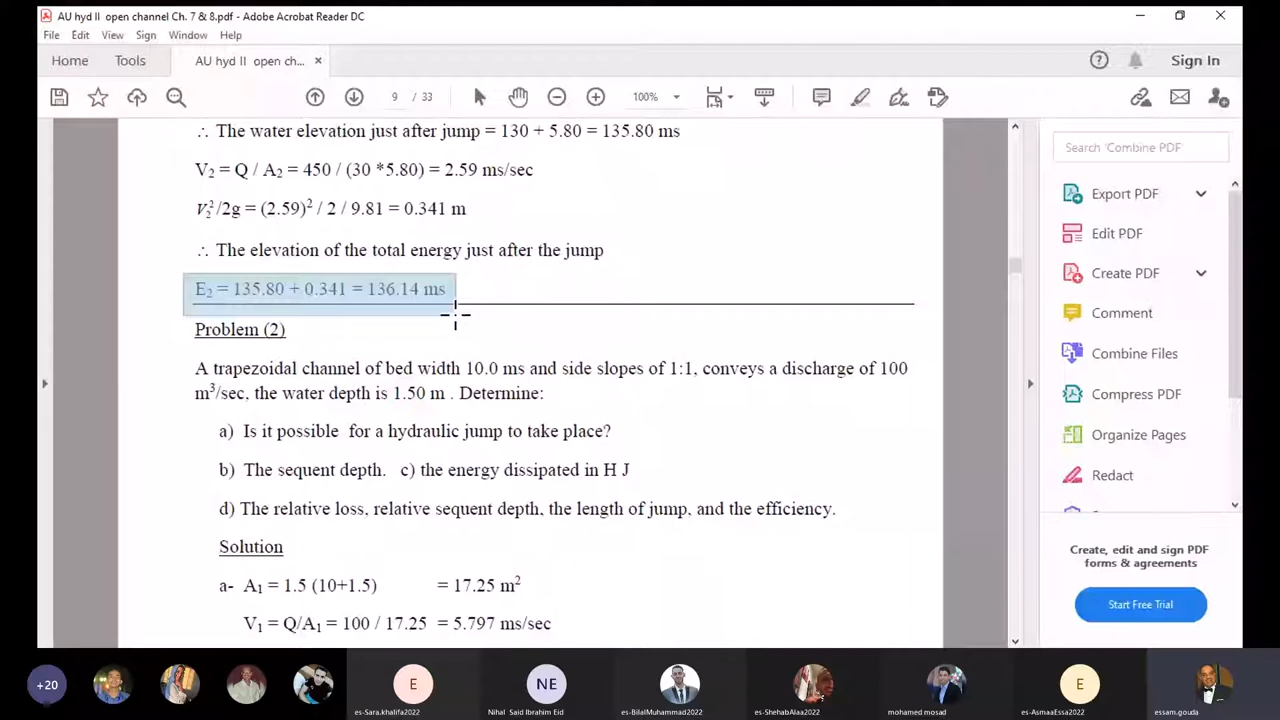 AU hyd II open channel Ch. 7 & 8.pdf - Adobe Acrobat Reader DC
File Edit View Sign Window Help
Home Tools AU hyd II open ch... × Sign In
9 / 33 100%
∴ The water elevation just after jump = 130 + 5.80 = 135.80 ms
Search 'Combine PDF'
V₂ = Q / A₂ = 450 / (30 *5.80) = 2.59 ms/sec
Export PDF
V₂²/2g = (2.59)² / 2 / 9.81 = 0.341 m
Edit PDF
∴ The elevation of the total energy just after the jump
Create PDF
E₂ = 135.80 + 0.341 = 136.14 ms
Comment
Problem (2)
Combine Files
A trapezoidal channel of bed width 10.0 ms and side slopes of 1:1, conveys a discharge of 100
m³/sec, the water depth is 1.50 m . Determine:
Compress PDF
a) Is it possible for a hydraulic jump to take place?
Organize Pages
b) The sequent depth. c) the energy dissipated in H J
Redact
d) The relative loss, relative sequent depth, the length of jump, and the efficiency.
Solution
Create, edit and sign PDF
forms & agreements
a- A₁ = 1.5 (10+1.5) = 17.25 m²
Start Free Trial
V₁ = Q/A₁ = 100 / 17.25 = 5.797 ms/sec
+20 E NE E
es-Sara.khalifa2022 Nihal Said Ibrahim Eid es-BilalMuhammad2022 es-ShehabAlaa2022 mohamed mosad es-AsmaaEssa2022 essam.gouda